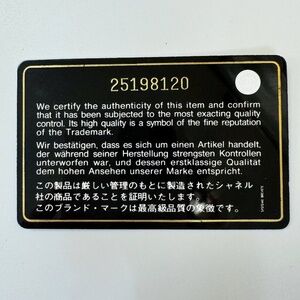 25198120
We certify the authenticity of this item and confirm
that it has been subjected to the most exacting quality
control. Its high quality is a symbol of the fine reputation
of the Trademark.
Wir bestätigen, dass es sich um einen Artikel handelt,
der während seiner Herstellung strengsten Kontrollen
unterworfen war, und dessen erstklassige Qualität
dem hohen Ansehen unserer Marke entspricht.
この製品は厳しい管理のもとに製造されたシャネル
社の商品であることを証明いたします。
このブランド・マークは最高級品質の象徴です。